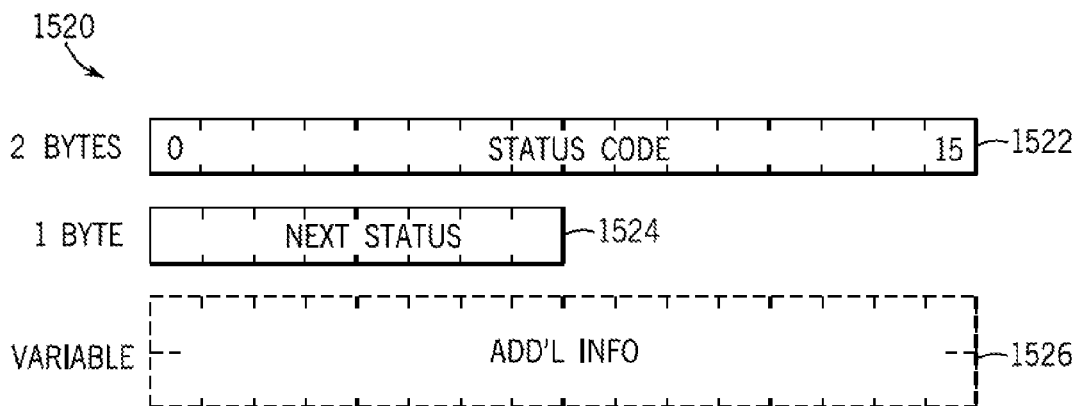 1520
2 BYTES 0 STATUS CODE 15 1522
1 BYTE NEXT STATUS 1524
VARIABLE ADD'L INFO 1526